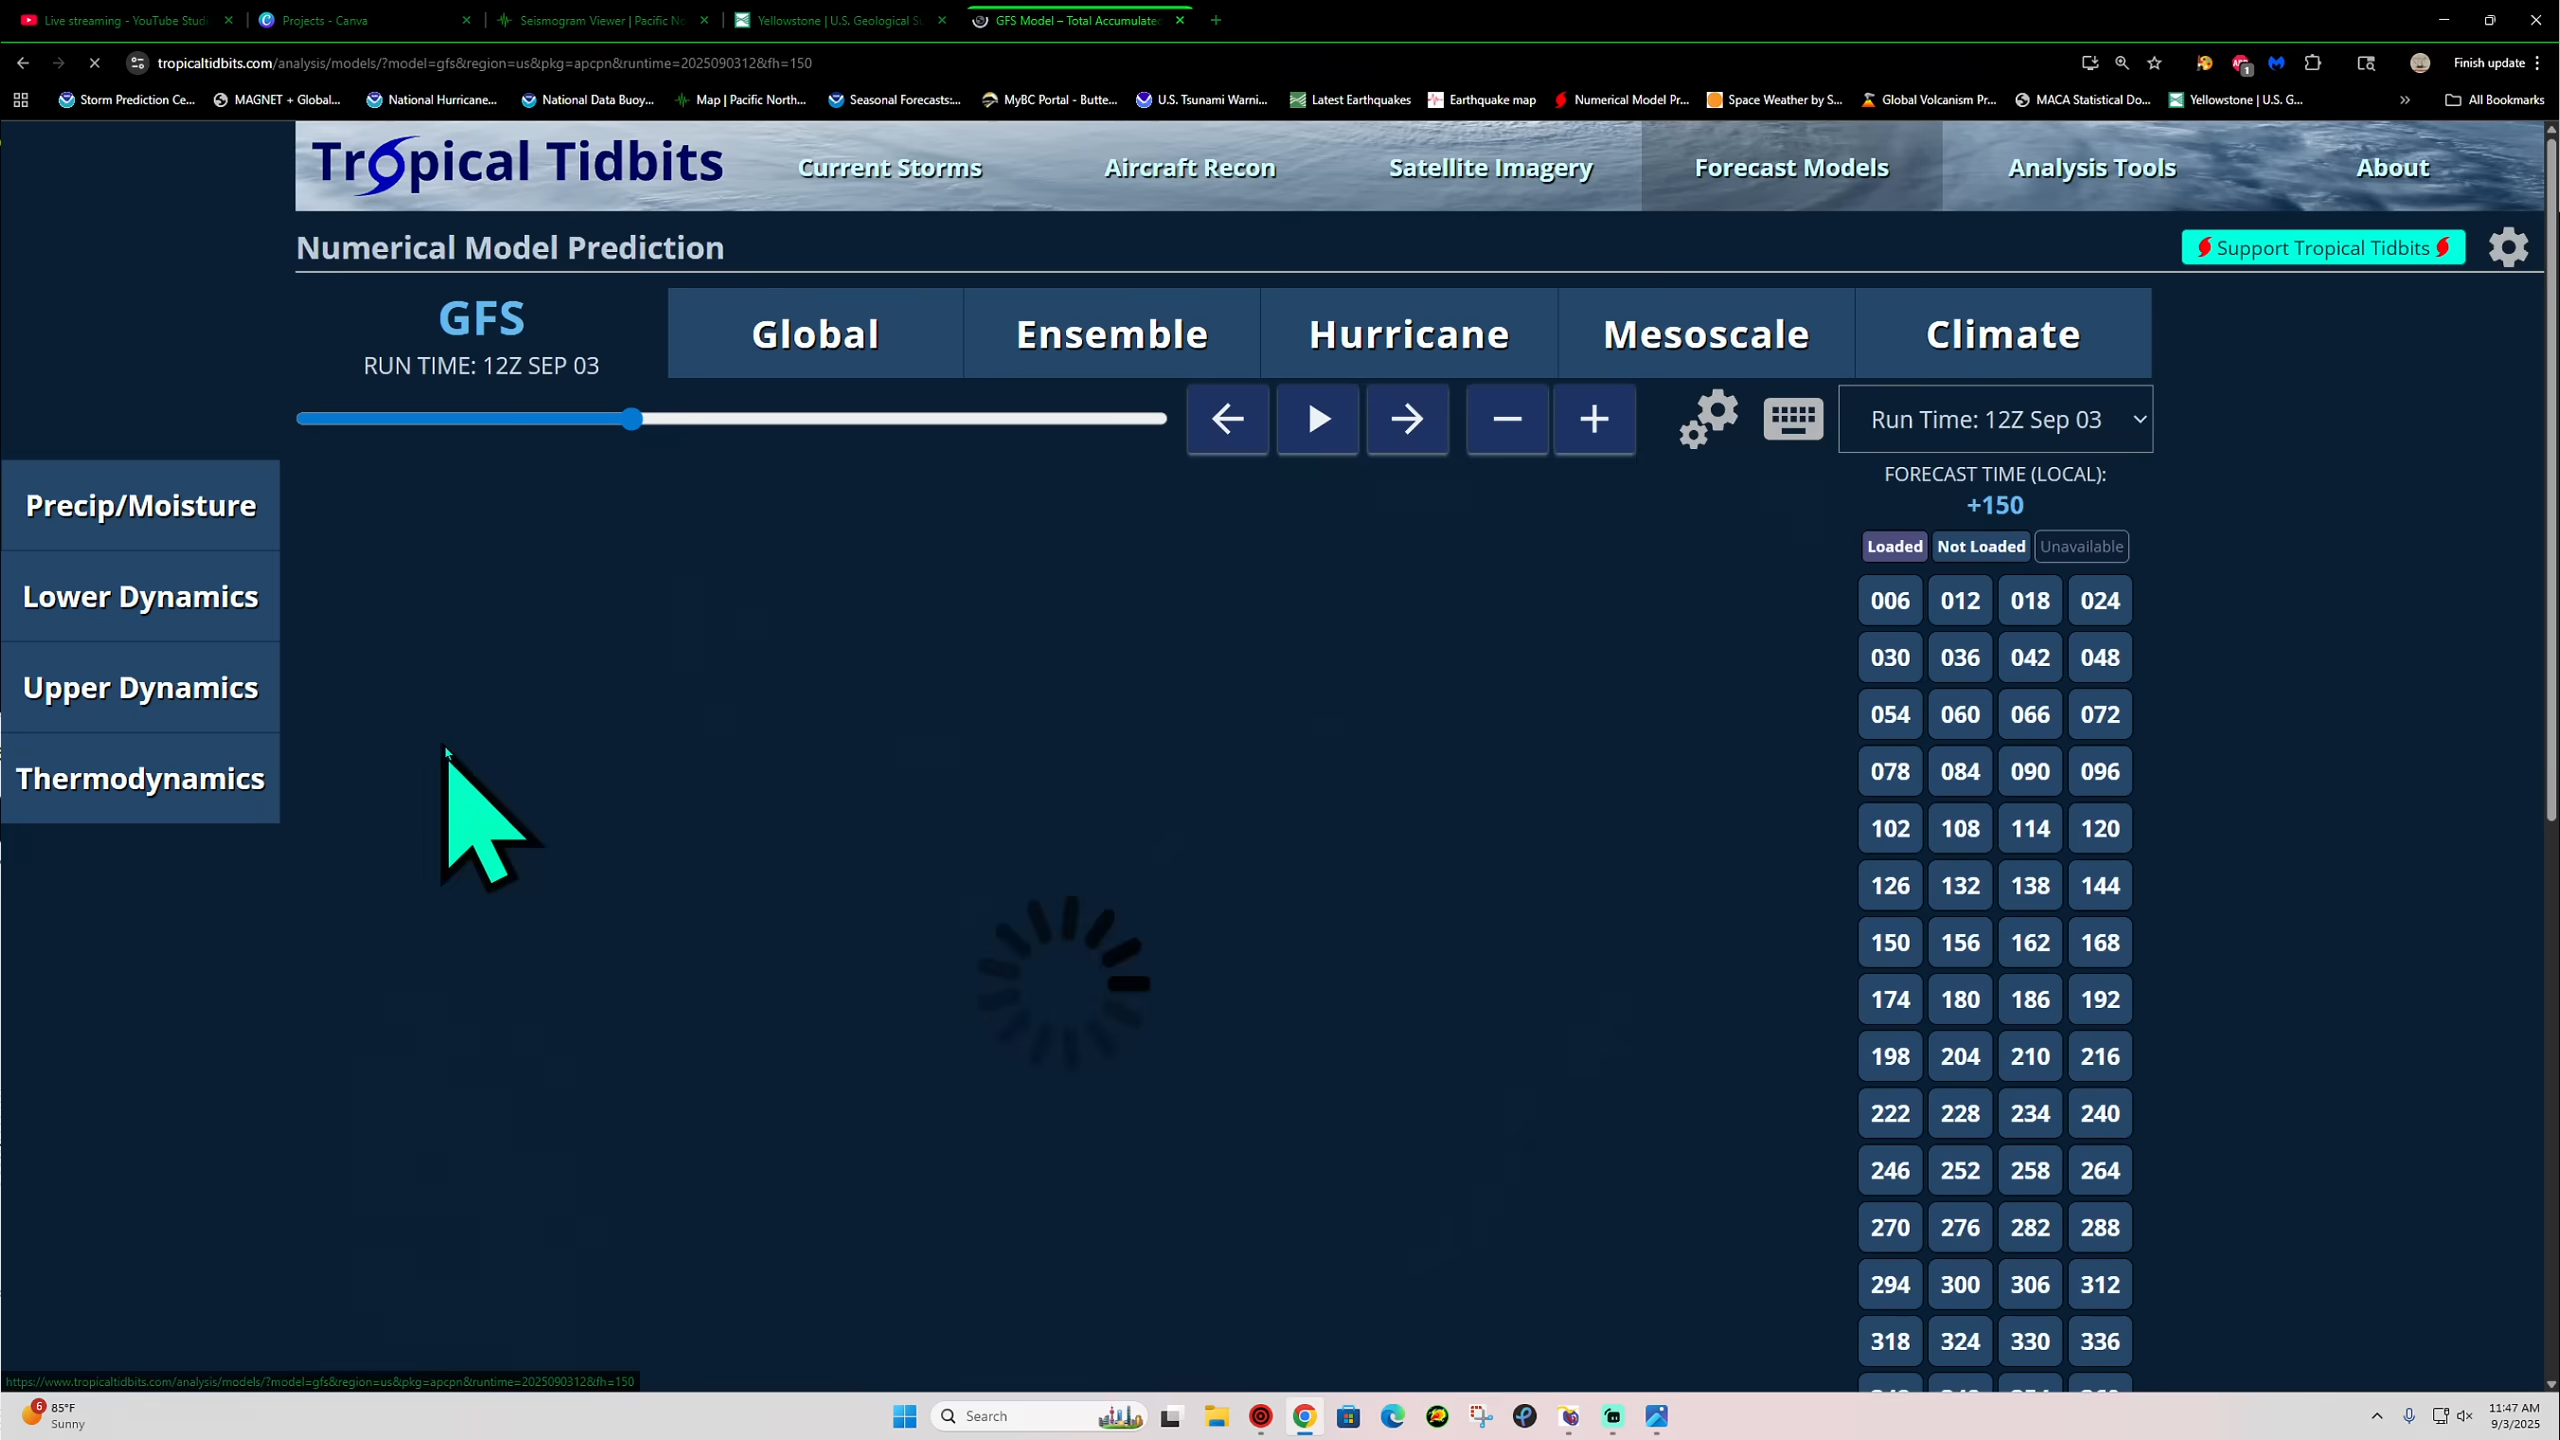 Live streaming - YouTube Stud
Projects - Canva
Seismogram Viewer | Pacific No
Yellowstone | U.S. Geological Su
GFS Model – Total Accumulated
tropicaltidbits.com/analysis/models/?model=gfs&region=us&pkg=apcpn&runtime=2025090312&fh=150
1
Finish update
Storm Prediction Ce...
MAGNET + Global...
National Hurricane...
National Data Buoy...
Map | Pacific North...
Seasonal Forecasts:...
MyBC Portal - Butte...
U.S. Tsunami Warni...
Latest Earthquakes
Earthquake map
Numerical Model Pr...
Space Weather by S...
Global Volcanism Pr...
MACA Statistical Do...
Yellowstone | U.S. G...
All Bookmarks
Tropical Tidbits
Current Storms
Aircraft Recon
Satellite Imagery
Forecast Models
Analysis Tools
About
Numerical Model Prediction
Support Tropical Tidbits
GFS
RUN TIME: 12Z SEP 03
Global
Ensemble
Hurricane
Mesoscale
Climate
Run Time: 12Z Sep 03
FORECAST TIME (LOCAL):
+150
Loaded Not Loaded Unavailable
Precip/Moisture
Lower Dynamics
Upper Dynamics
Thermodynamics
006 012 018 024
030 036 042 048
054 060 066 072
078 084 090 096
102 108 114 120
126 132 138 144
150 156 162 168
174 180 186 192
198 204 210 216
222 228 234 240
246 252 258 264
270 276 282 288
294 300 306 312
318 324 330 336
https://www.tropicaltidbits.com/analysis/models/?model=gfs&region=us&pkg=apcpn&runtime=2025090312&fh=150
6
85°F
Sunny
Search
11:47 AM
9/3/2025